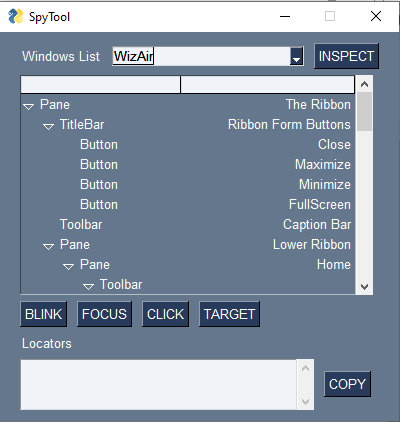 SpyTool
Windows List WizAir INSPECT
Pane The Ribbon
TitleBar Ribbon Form Buttons
Button Close
Button Maximize
Button Minimize
Button FullScreen
Toolbar Caption Bar
Pane Lower Ribbon
Pane Home
Toolbar
BLINK FOCUS CLICK TARGET
Locators
COPY